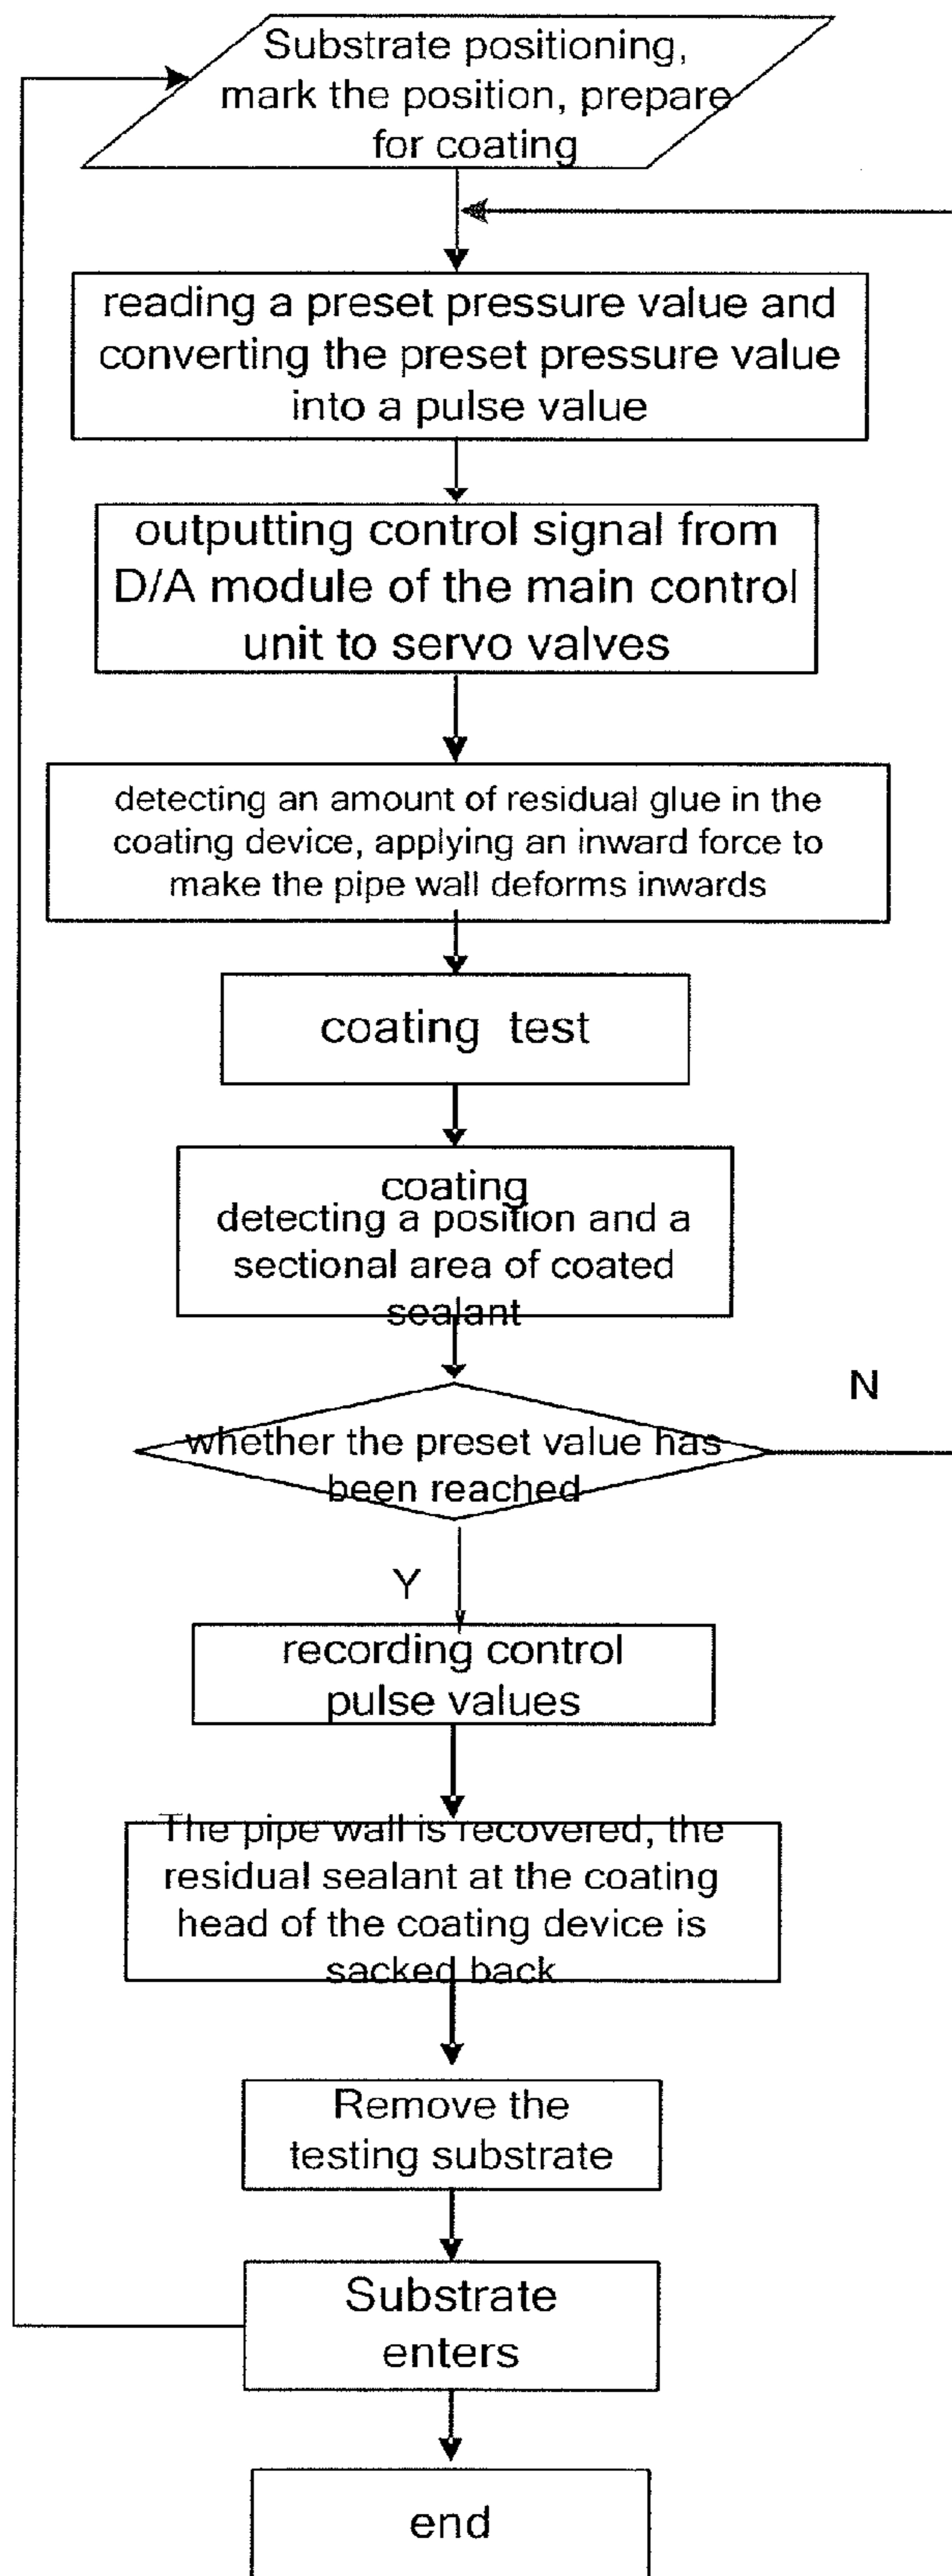 Substrate positioning,
mark the position, prepare
for coating
reading a preset pressure value and
converting the preset pressure value
into a pulse value
outputting control signal from
D/A module of the main control
unit to servo valves
detecting an amount of residual glue in the
coating device, applying an inward force to
make the pipe wall deforms inwards
coating test
coating
detecting a position and a
sectional area of coated
sealant
N
whether the preset value has
been reached
Y
recording control
pulse values
The pipe wall is recovered, the
residual sealant at the coating
head of the coating device is
sacked back
Remove the
testing substrate
Substrate
enters
end